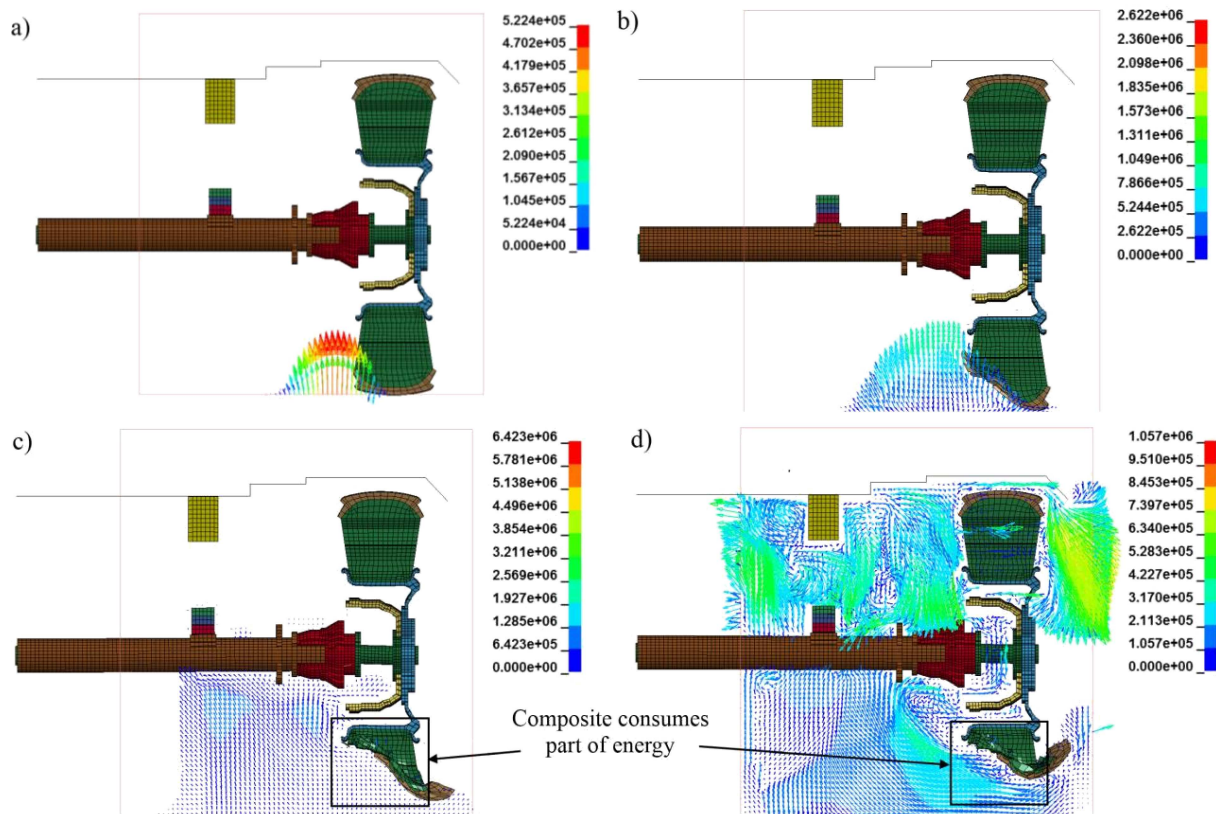 a)
5.224e+05
4.702e+05
4.179e+05
3.657e+05
3.134e+05
2.612e+05
2.090e+05
1.567e+05
1.045e+05
5.224e+04
0.000e+00
b)
2.622e+06
2.360e+06
2.098e+06
1.835e+06
1.573e+06
1.311e+06
1.049e+06
7.866e+05
5.244e+05
2.622e+05
0.000e+00
c)
6.423e+06
5.781e+06
5.138e+06
4.496e+06
3.854e+06
3.211e+06
2.569e+06
1.927e+06
1.285e+06
6.423e+05
0.000e+00
d)
1.057e+06
9.510e+05
8.453e+05
7.397e+05
6.340e+05
5.283e+05
4.227e+05
3.170e+05
2.113e+05
1.057e+05
0.000e+00
Composite consumes
part of energy